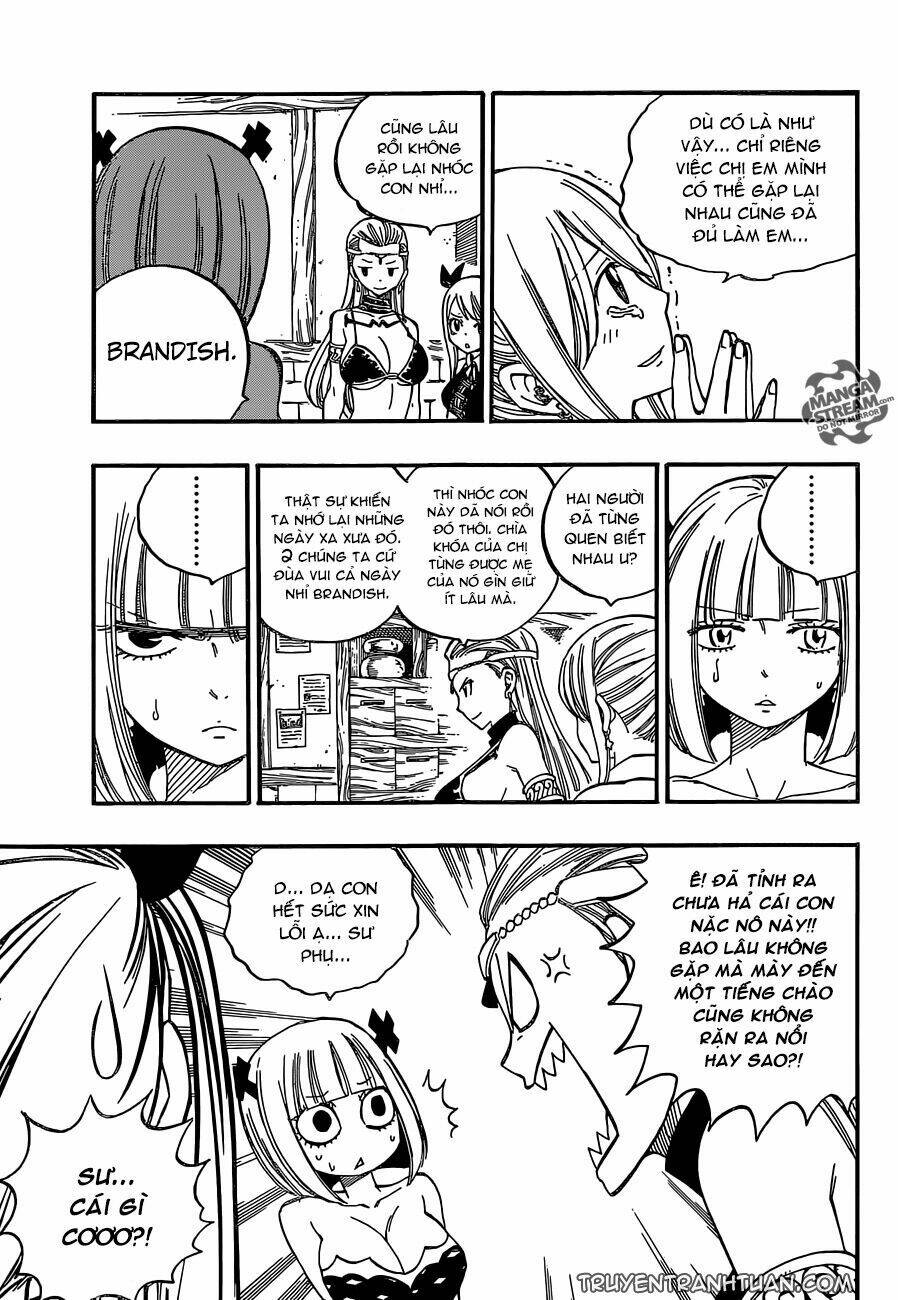 DÙ CÓ LÀ NHƯ
VẬY... CHỈ RIÊNG
VIỆC CHỊ EM MÌNH
CÓ THỂ GẶP LẠI
NHAU CŨNG ĐÃ
ĐỦ LÀM EM...
CŨNG LÂU
RỒI KHÔNG
GẶP LẠI NHÓC
CON NHỈ...
BRANDISH.
MANGA
STREAM.com
DO NOT MIRROR
.........
HAI NGƯỜI
ĐÃ TỪNG
QUEN BIẾT
NHAU Ư?
THÌ NHÓC CON
NÀY DÃ NÓI RỒI
ĐÓ THÔI. CHÌA
KHÓA CỦA CHỊ
TỪNG ĐƯỢC MẸ
CỦA NÓ GÌN GIỮ
ÍT LÂU MÀ.
THẬT SỰ KHIẾN
TA NHỚ LẠI NHỮNG
NGÀY XA XƯA ĐÓ.
2 CHÚNG TA CỨ
ĐÙA VUI CẢ NGÀY
NHỈ BRANDISH.
.........
Ê! ĐÃ TỈNH RA
CHƯA HẢ CÁI CON
NẶC NÔ NÀY!!
BAO LÂU KHÔNG
GẶP MÀ MÀY ĐẾN
MỘT TIẾNG CHÀO
CŨNG KHÔNG
RẶN RA NỔI
HAY SAO?!
D... DẠ CON
HẾT SỨC XIN
LỖI Ạ... SƯ
PHỤ...
SƯ...
CÁI GÌ
CƠƠƠ?!
TRUYENTRANHTUAN.COM